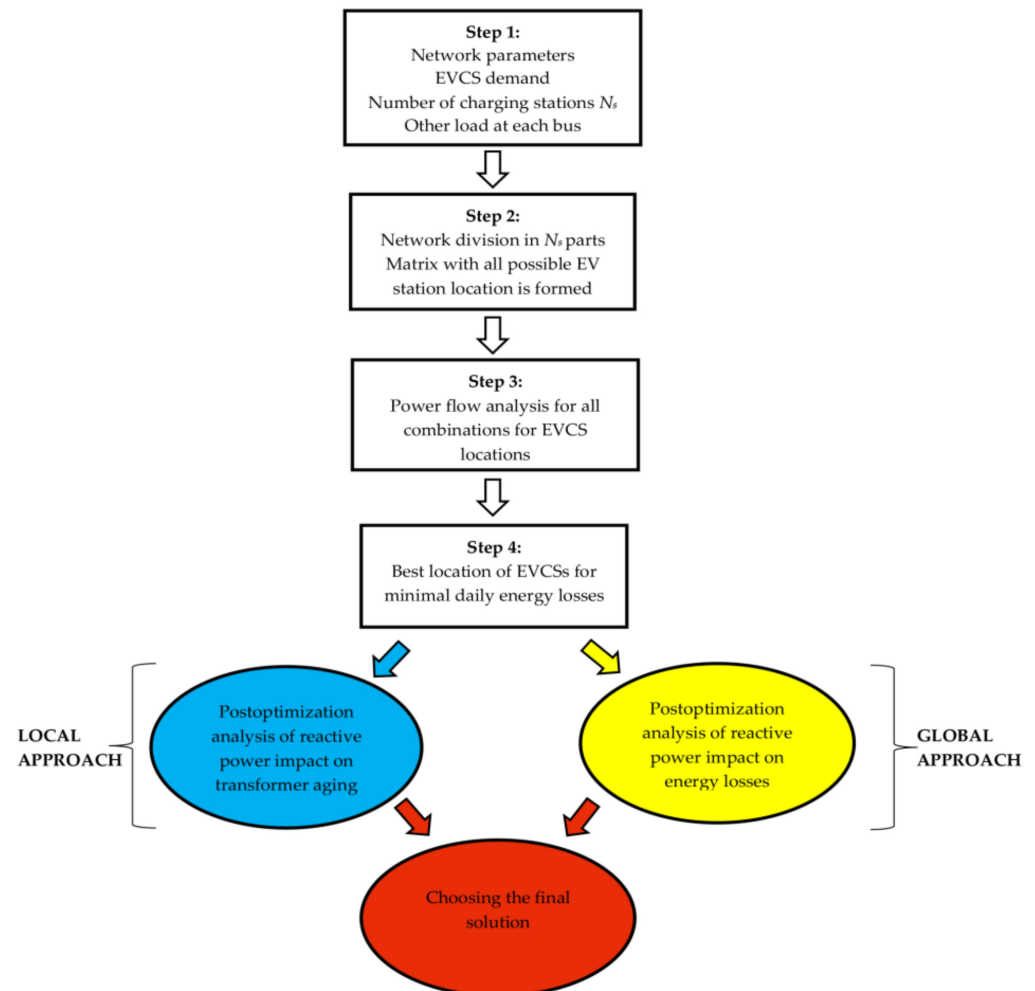 Step 1:
Network parameters
EVCS demand
Number of charging stations Ns
Other load at each bus
Step 2:
Network division in Ns parts
Matrix with all possible EV
station location is formed
Step 3:
Power flow analysis for all
combinations for EVCS
locations
Step 4:
Best location of EVCSs for
minimal daily energy losses
LOCAL
APPROACH
Postoptimization
analysis of reactive
power impact on
transformer aging
Postoptimization
analysis of reactive
power impact on
energy losses
GLOBAL
APPROACH
Choosing the final
solution